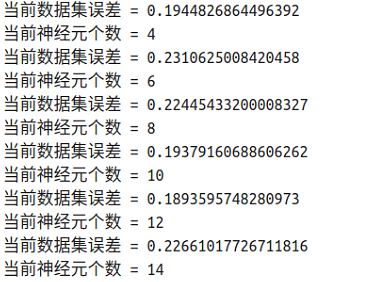 当前数据集误差 = 0.1944826864496392
当前神经元个数 = 4
当前数据集误差 = 0.2310625008420458
当前神经元个数 = 6
当前数据集误差 = 0.22445433200008327
当前神经元个数 = 8
当前数据集误差 = 0.19379160688606262
当前神经元个数 = 10
当前数据集误差 = 0.1893595748280973
当前神经元个数 = 12
当前数据集误差 = 0.22661017726711816
当前神经元个数 = 14